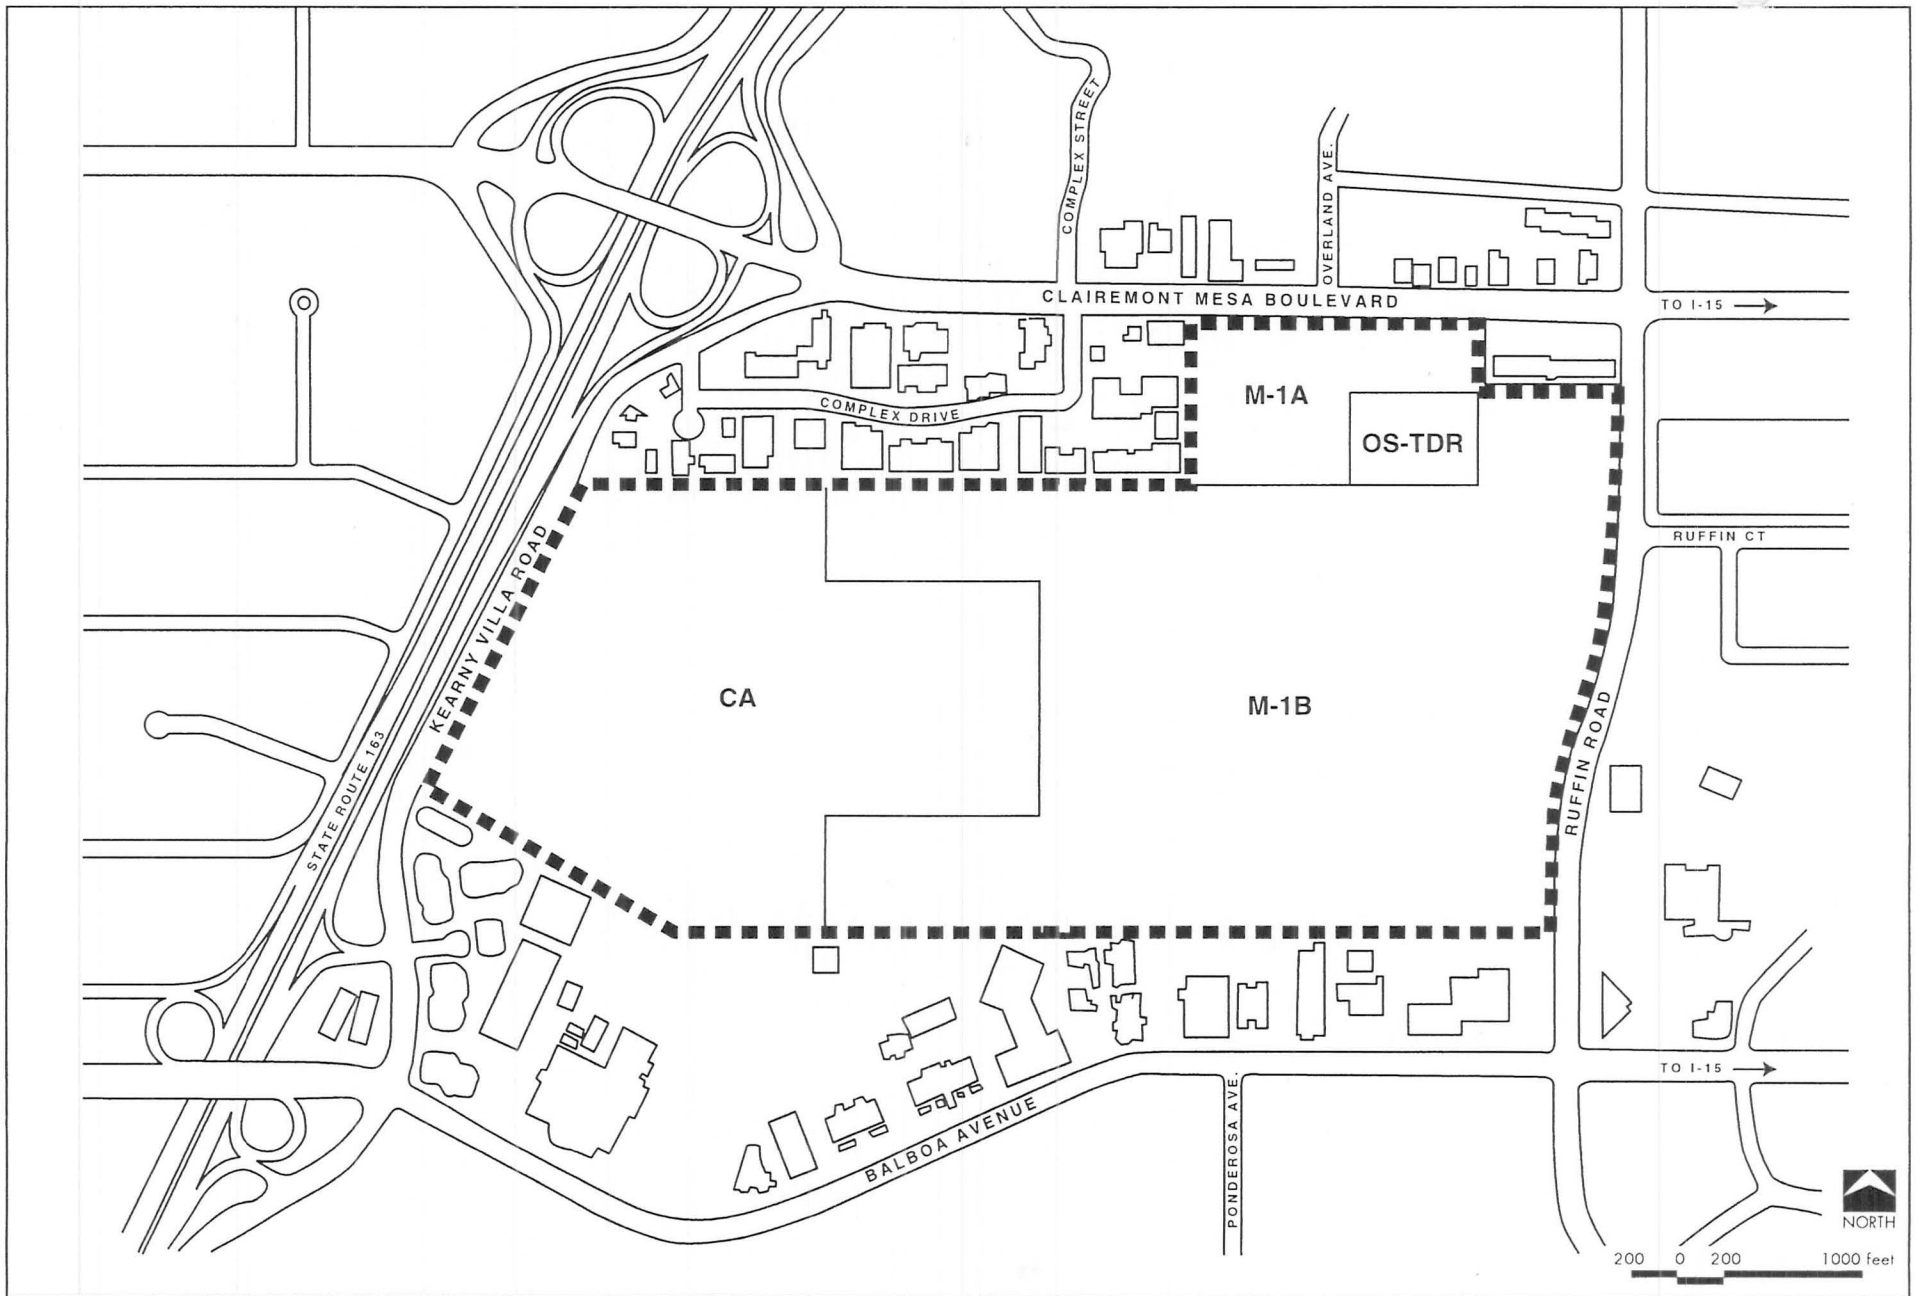 COMPLEX STREET
OVERLAND AVE.
CLAIREMONT MESA BOULEVARD
TO I-15
COMPLEX DRIVE
M-1A
OS-TDR
KEARNY VILLA ROAD
RUFFIN CT
CA
M-1B
STATE ROUTE 163
RUFFIN ROAD
TO I-15
BALBOA AVENUE
PONDEROSA AVE.
NORTH
200 0 200 1000 feet